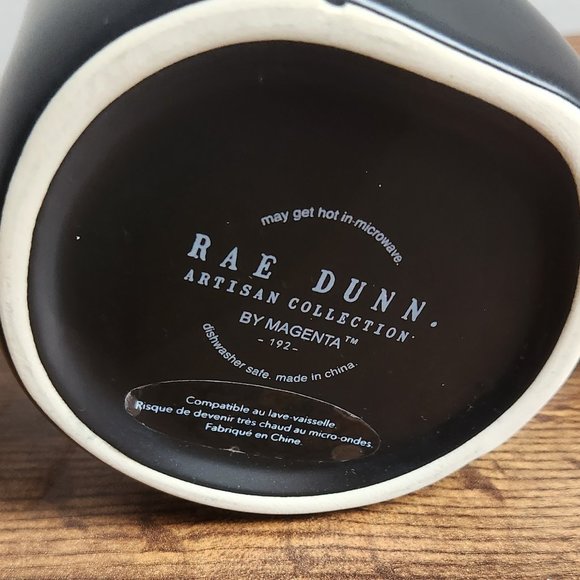 may get hot in microwave.
RAE DUNN.
ARTISAN COLLECTION.
BY MAGENTA™
- 192 -
dishwasher safe. made in china.
Compatible au lave-vaisselle.
Risque de devenir très chaud au micro-ondes.
Fabriqué en Chine.